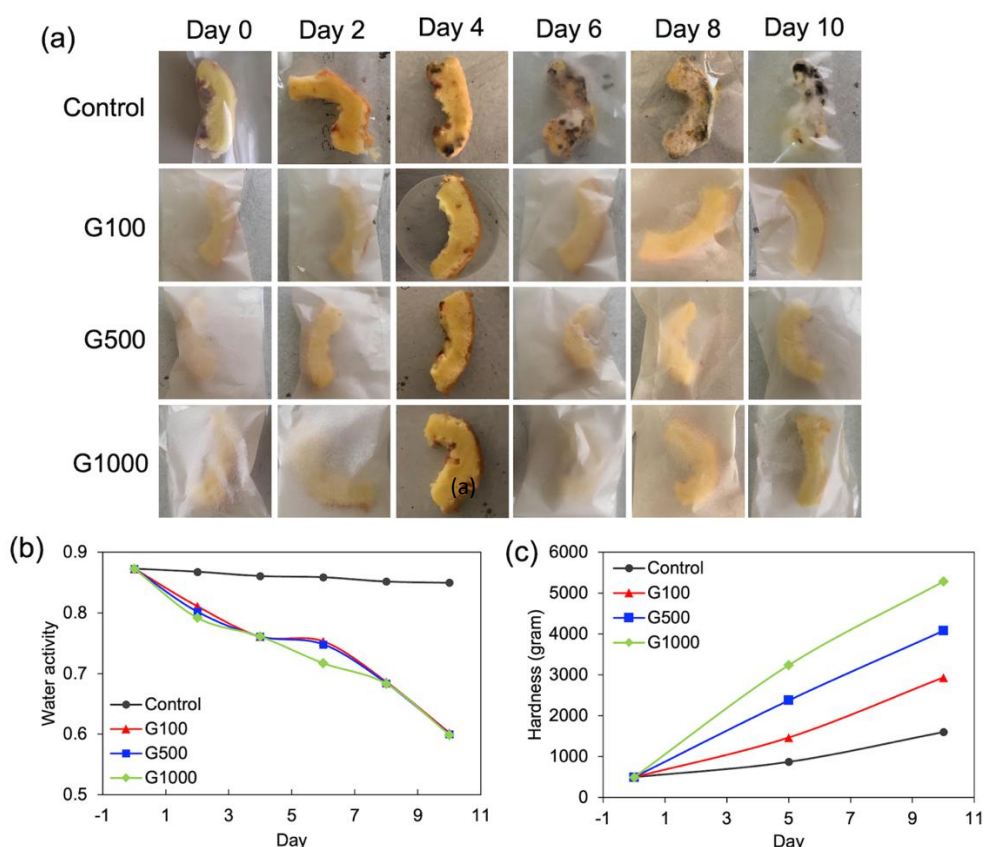 (a)
Day 0 Day 2 Day 4 Day 6 Day 8 Day 10
Control
G100
G500
G1000
(a)
(b)
0.9
0.8
0.7
0.6
0.5
Water activity
Control
G100
G500
G1000
-1 1 3 5 7 9 11
Day
(c)
6000
5000
4000
3000
2000
1000
0
Hardness (gram)
Control
G100
G500
G1000
-1 1 3 5 7 9 11
Day